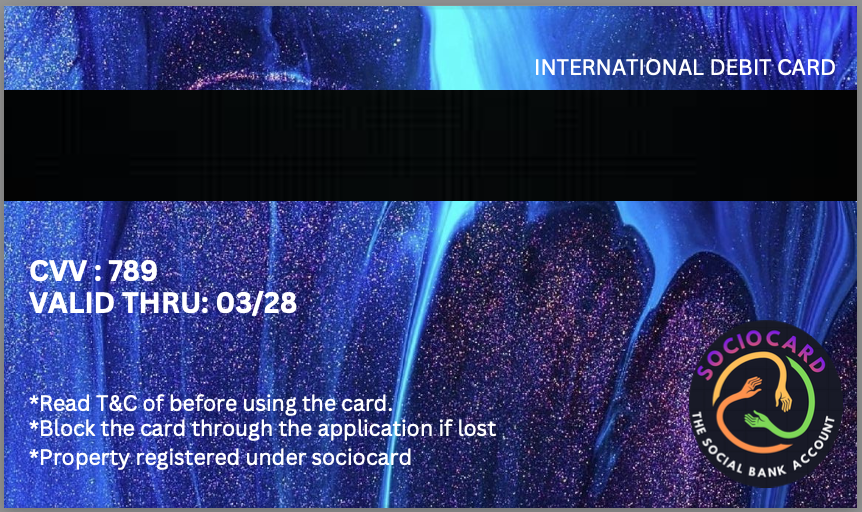 INTERNATIONAL DEBIT CARD
CVV : 789
VALID THRU: 03/28
*Read T&C of before using the card.
*Block the card through the application if lost
*Property registered under sociocard
SOCIOCARD
THE SOCIAL BANK ACCOUNT